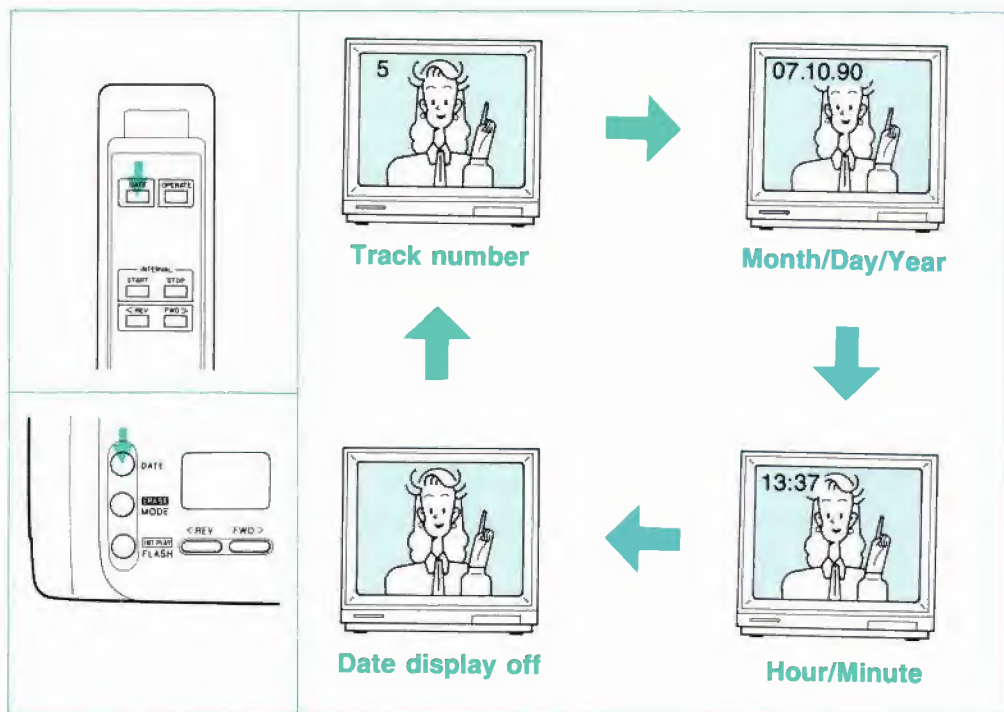 DATE OPERATE
INTERVAL
START STOP
< REV FWD >
DATE
ERASE
MODE
INT.PLAY
FLASH
< REV FWD >
5
Track number
07.10.90
Month/Day/Year
Date display off
13:37
Hour/Minute